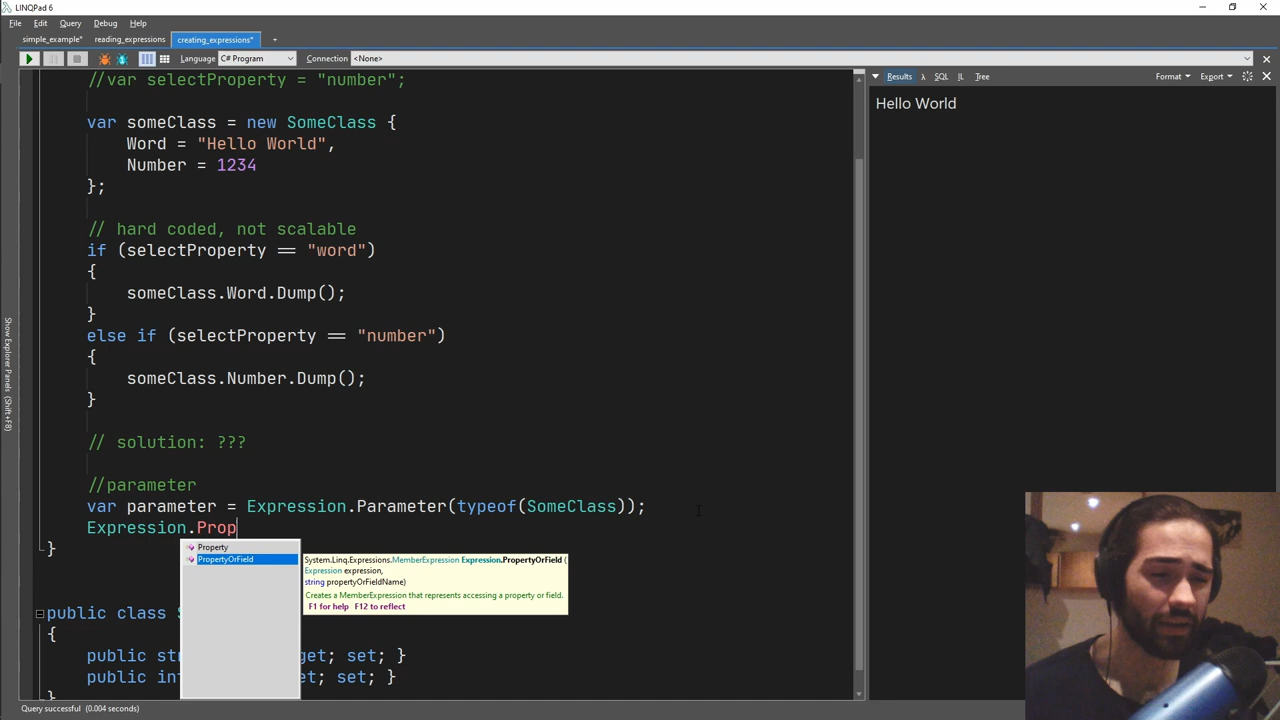 LINQPad 6
File Edit Query Debug Help
simple_example* reading_expressions creating_expressions* +
Language C# Program Connection <None>
//var selectProperty = "number";
var someClass = new SomeClass {
Word = "Hello World",
Number = 1234
};
// hard coded, not scalable
if (selectProperty == "word")
{
someClass.Word.Dump();
}
else if (selectProperty == "number")
{
someClass.Number.Dump();
}
// solution: ???
//parameter
var parameter = Expression.Parameter(typeof(SomeClass));
Expression.Prop
}
Property
PropertyOrField
System.Linq.Expressions.MemberExpression Expression.PropertyOrField (
Expression expression,
string propertyOrFieldName)
Creates a MemberExpression that represents accessing a property or field.
F1 for help F12 to reflect
public class
{
public get; set; }
public set; }
}
Show Explorer Panels (Shift+F8)
Results λ SQL IL Tree Format Export
Hello World
Query successful (0.004 seconds)